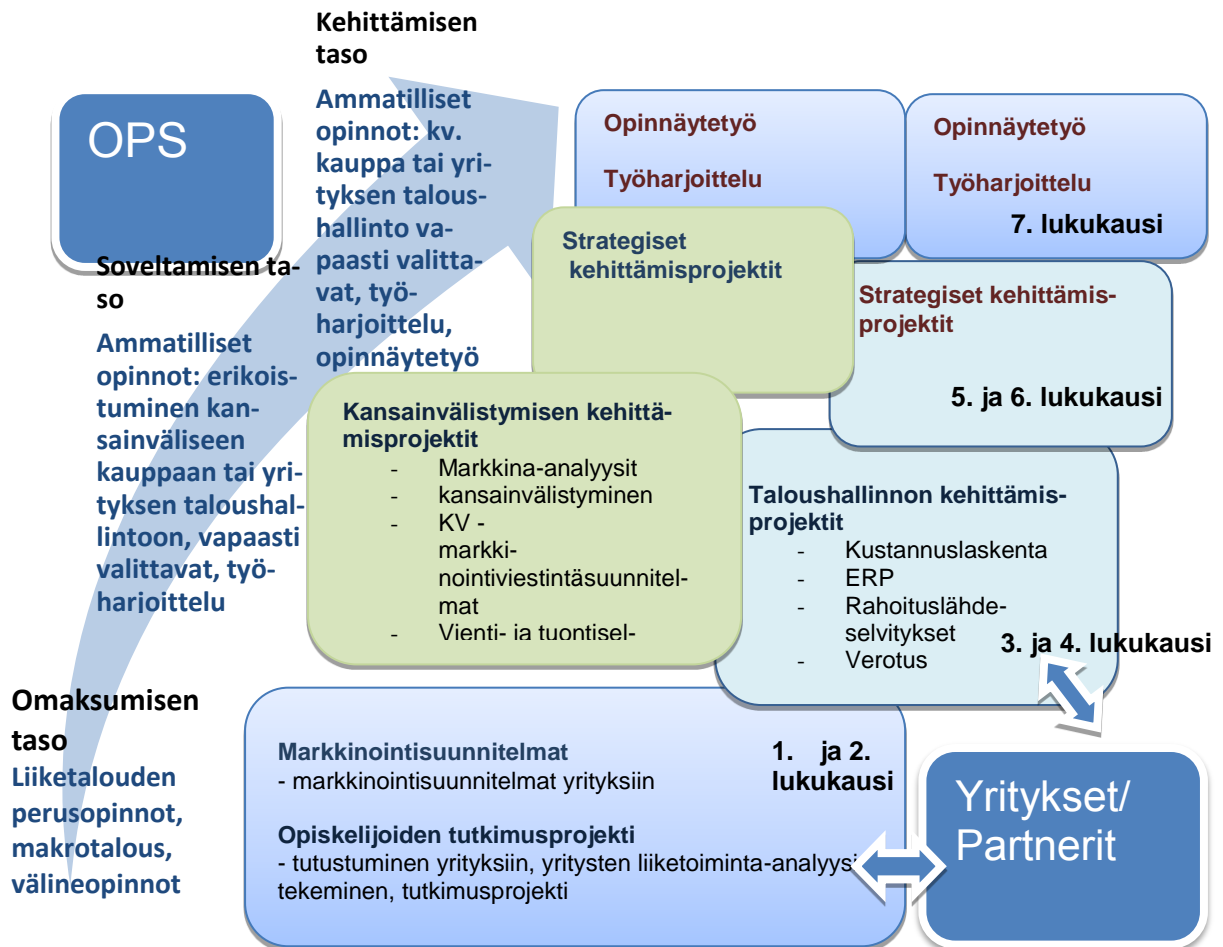 Kehittämisen
taso
Ammatilliset
opinnot: kv.
kauppa tai yri-
tyksen talous-
hallinto va-
paasti valitta-
vat, työ-
harjoittelu,
opinnäytetyö
OPS
Soveltamisen ta-
so
Ammatilliset
opinnot: erikois-
tuminen kan-
sainväliseen
kauppaan tai yri-
tyksen taloushal-
lintoon, vapaasti
valittavat, työ-
harjoittelu
Omaksumisen
taso
Liiketalouden
perusopinnot,
makrotalous,
välineopinnot
Opinnäytetyö
Työharjoittelu
Opinnäytetyö
Työharjoittelu
7. lukukausi
Strategiset
kehittämisprojektit
Strategiset kehittämis-
projektit
5. ja 6. lukukausi
Kansainvälistymisen kehittä-
misprojektit
- Markkina-analyysit
- kansainvälistyminen
- KV -
markki-
nointiviestintäsuunnitel-
mat
- Vienti- ja tuontisel-
Taloushallinnon kehittämis-
projektit
- Kustannuslaskenta
- ERP
- Rahoituslähde-
selvitykset
- Verotus
3. ja 4. lukukausi
Markkinointisuunnitelmat
- markkinointisuunnitelmat yrityksiin
1. ja 2.
lukukausi
Opiskelijoiden tutkimusprojekti
- tutustuminen yrityksiin, yritysten liiketoiminta-analyysi
tekeminen, tutkimusprojekti
Yritykset/
Partnerit